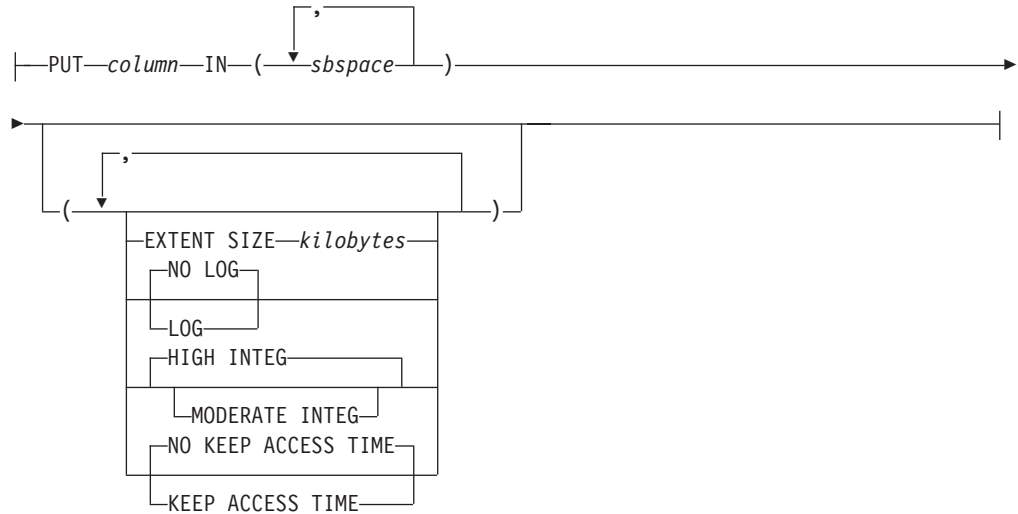 ,
PUT column IN ( sbspace )
,
( )
EXTENT SIZE kilobytes
NO LOG
LOG
HIGH INTEG
MODERATE INTEG
NO KEEP ACCESS TIME
KEEP ACCESS TIME